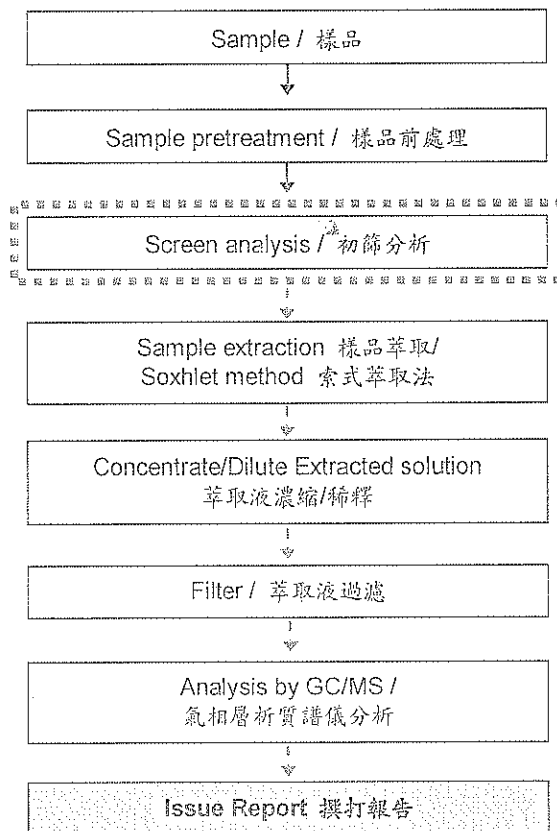 Sample / 樣品
Sample pretreatment / 樣品前處理
Screen analysis / 初篩分析
Sample extraction 樣品萃取/
Soxhlet method 索式萃取法
Concentrate/Dilute Extracted solution
萃取液濃縮/稀釋
Filter / 萃取液過濾
Analysis by GC/MS /
氣相層析質譜儀分析
Issue Report 撰打報告